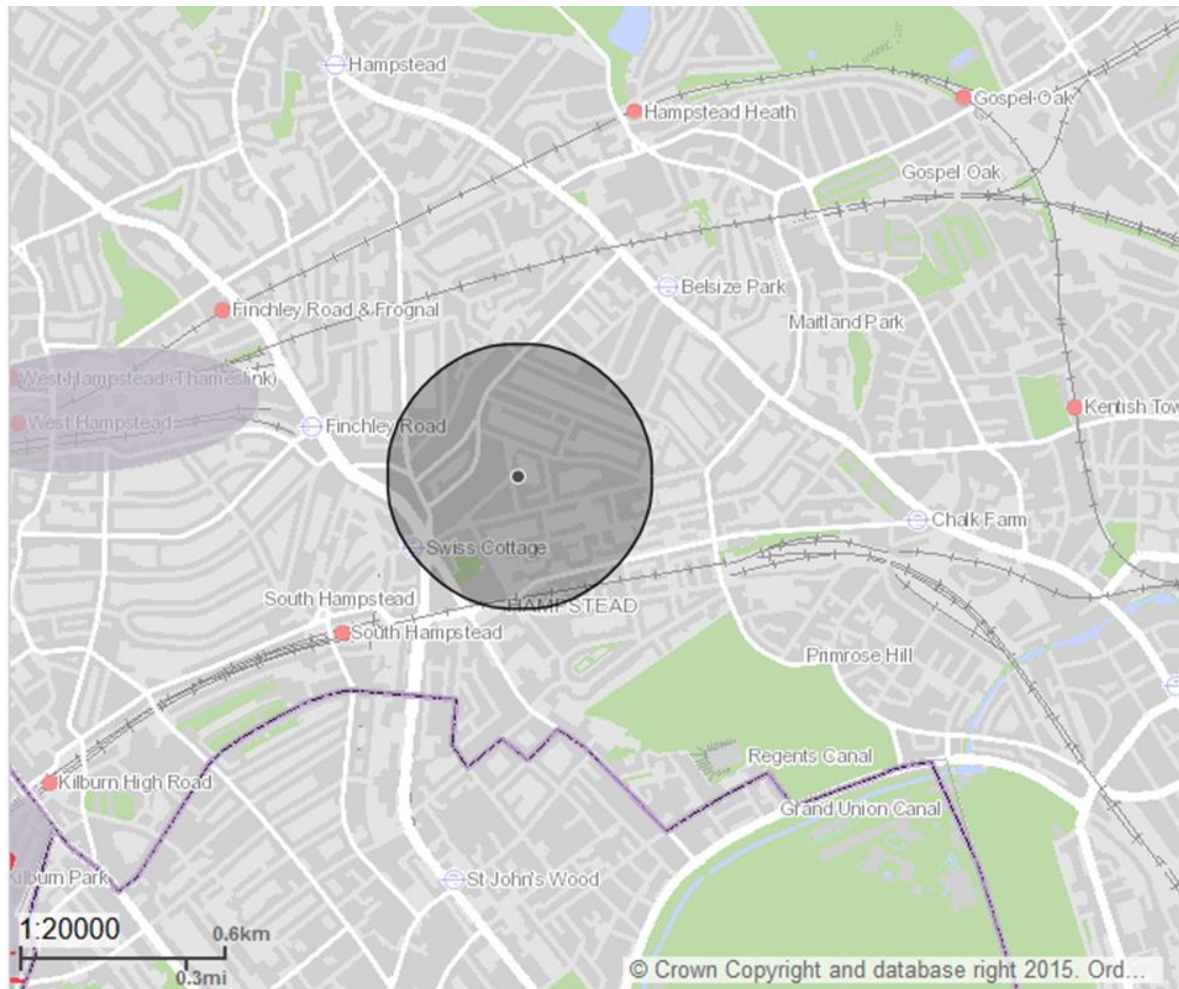 Hampstead
Hampstead Heath
Gospel Oak
Gospel Oak
Belsize Park
Finchley Road & Frognal
Maitland Park
West Hampstead (Thameslink)
West Hampstead
Finchley Road
Kentish Tow
Chalk Farm
Swiss Cottage
South Hampstead
HAMPSTEAD
South Hampstead
Primrose Hill
Regents Canal
Kilburn High Road
Grand Union Canal
ilburn Park
St John's Wood
1:20000
0.6km
0.3mi
© Crown Copyright and database right 2015. Ord...